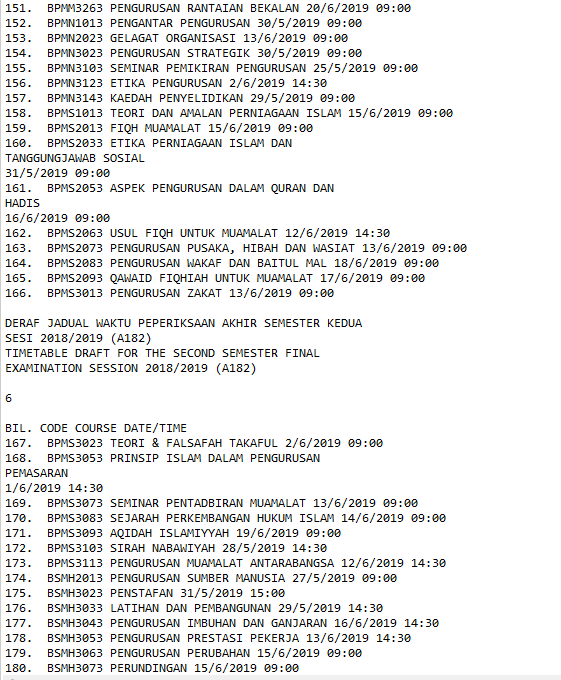 151.  BPMM3263 PENGURUSAN RANTAIAN BEKALAN 20/6/2019 09:00
152.  BPMN1013 PENGANTAR PENGURUSAN 30/5/2019 09:00
153.  BPMN2023 GELAGAT ORGANISASI 13/6/2019 09:00
154.  BPMN3023 PENGURUSAN STRATEGIK 30/5/2019 09:00
155.  BPMN3103 SEMINAR PEMIKIRAN PENGURUSAN 25/5/2019 09:00
156.  BPMN3123 ETIKA PENGURUSAN 2/6/2019 14:30
157.  BPMN3143 KAEDAH PENYELIDIKAN 29/5/2019 09:00
158.  BPMS1013 TEORI DAN AMALAN PERNIAGAAN ISLAM 15/6/2019 09:00
159.  BPMS2013 FIQH MUAMALAT 15/6/2019 09:00
160.  BPMS2033 ETIKA PERNIAGAAN ISLAM DAN
TANGGUNGJAWAB SOSIAL
31/5/2019 09:00
161.  BPMS2053 ASPEK PENGURUSAN DALAM QURAN DAN
HADIS
16/6/2019 09:00
162.  BPMS2063 USUL FIQH UNTUK MUAMALAT 12/6/2019 14:30
163.  BPMS2073 PENGURUSAN PUSAKA, HIBAH DAN WASIAT 13/6/2019 09:00
164.  BPMS2083 PENGURUSAN WAKAF DAN BAITUL MAL 18/6/2019 09:00
165.  BPMS2093 QAWAID FIQHIAH UNTUK MUAMALAT 17/6/2019 09:00
166.  BPMS3013 PENGURUSAN ZAKAT 13/6/2019 09:00
DERAF JADUAL WAKTU PEPERIKSAAN AKHIR SEMESTER KEDUA
SESI 2018/2019 (A182)
TIMETABLE DRAFT FOR THE SECOND SEMESTER FINAL
EXAMINATION SESSION 2018/2019 (A182)
6
BIL. CODE COURSE DATE/TIME
167.  BPMS3023 TEORI & FALSAFAH TAKAFUL 2/6/2019 09:00
168.  BPMS3053 PRINSIP ISLAM DALAM PENGURUSAN
PEMASARAN
1/6/2019 14:30
169.  BPMS3073 SEMINAR PENTADBIRAN MUAMALAT 13/6/2019 09:00
170.  BPMS3083 SEJARAH PERKEMBANGAN HUKUM ISLAM 14/6/2019 09:00
171.  BPMS3093 AQIDAH ISLAMIYYAH 19/6/2019 09:00
172.  BPMS3103 SIRAH NABAWIYAH 28/5/2019 14:30
173.  BPMS3113 PENGURUSAN MUAMALAT ANTARABANGSA 12/6/2019 14:30
174.  BSMH2013 PENGURUSAN SUMBER MANUSIA 27/5/2019 09:00
175.  BSMH3023 PENSTAFAN 31/5/2019 15:00
176.  BSMH3033 LATIHAN DAN PEMBANGUNAN 29/5/2019 14:30
177.  BSMH3043 PENGURUSAN IMBUHAN DAN GANJARAN 16/6/2019 14:30
178.  BSMH3053 PENGURUSAN PRESTASI PEKERJA 13/6/2019 14:30
179.  BSMH3063 PENGURUSAN PERUBAHAN 15/6/2019 09:00
180.  BSMH3073 PERUNDINGAN 15/6/2019 09:00